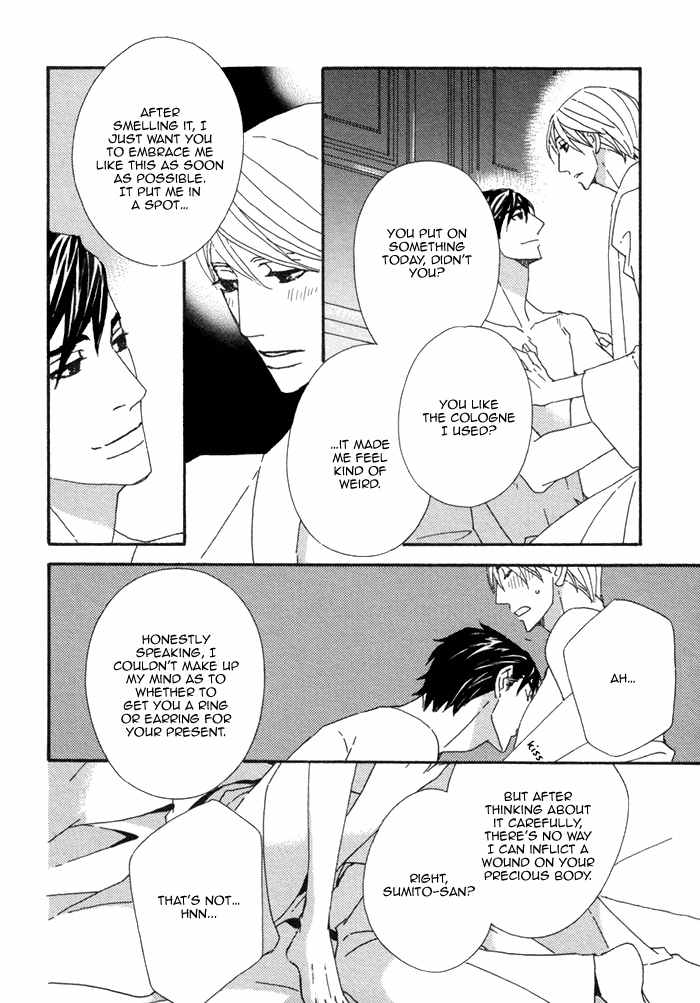 YOU PUT ON
SOMETHING
TODAY, DIDN'T
YOU?
YOU LIKE
THE COLOGNE
I USED?
...IT MADE
ME FEEL
KIND OF
WEIRD.
AFTER
SMELLING IT, I
JUST WANT YOU
TO EMBRACE ME
LIKE THIS AS SOON
AS POSSIBLE.
IT PUT ME IN
A SPOT...
AH...
kiss
HONESTLY
SPEAKING, I
COULDN'T MAKE UP
MY MIND AS TO
WHETHER TO
GET YOU A RING
OR EARRING FOR
YOUR PRESENT.
BUT AFTER
THINKING ABOUT
IT CAREFULLY,
THERE'S NO WAY
I CAN INFLICT A
WOUND ON YOUR
PRECIOUS BODY.
RIGHT,
SUMITO-SAN?
THAT'S NOT...
HNN...